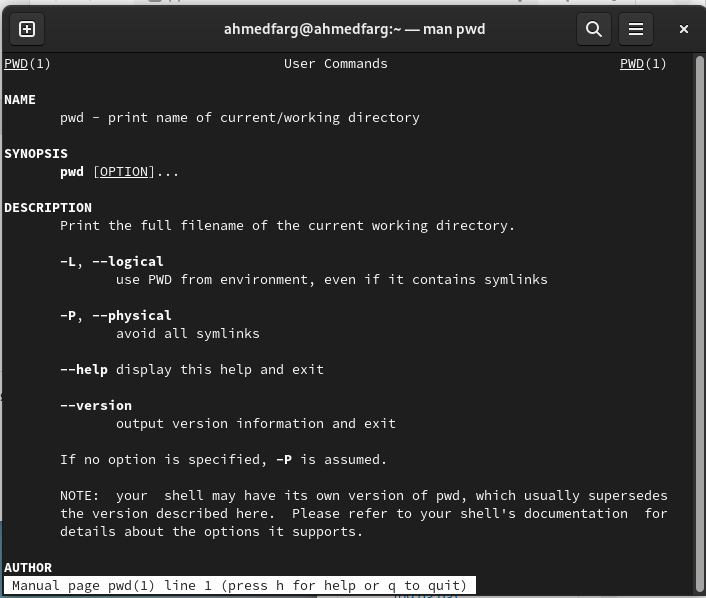 ahmedfarg@ahmedfarg:~ — man pwd
PWD(1) User Commands PWD(1)
NAME
pwd - print name of current/working directory
SYNOPSIS
pwd [OPTION]...
DESCRIPTION
Print the full filename of the current working directory.
-L, --logical
use PWD from environment, even if it contains symlinks
-P, --physical
avoid all symlinks
--help display this help and exit
--version
output version information and exit
If no option is specified, -P is assumed.
NOTE: your shell may have its own version of pwd, which usually supersedes
the version described here. Please refer to your shell's documentation for
details about the options it supports.
AUTHOR
Manual page pwd(1) line 1 (press h for help or q to quit)